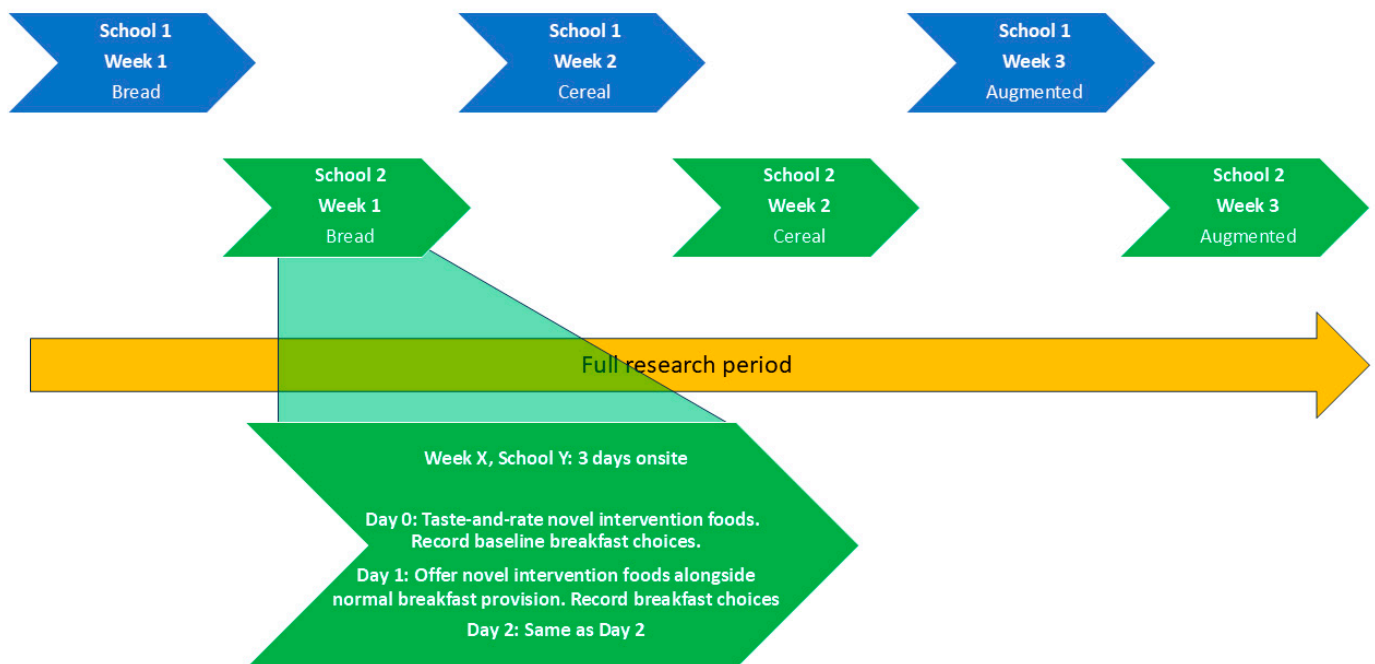 School 1
Week 1
Bread
School 1
Week 2
Cereal
School 1
Week 3
Augmented
School 2
Week 1
Bread
School 2
Week 2
Cereal
School 2
Week 3
Augmented
Full research period
Week X, School Y: 3 days onsite
Day 0: Taste-and-rate novel intervention foods.
Record baseline breakfast choices.
Day 1: Offer novel intervention foods alongside
normal breakfast provision. Record breakfast choices
Day 2: Same as Day 2